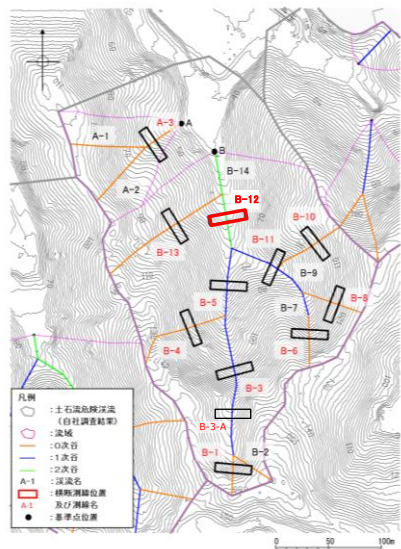 A-3
A
A-1
B
A-2
B-14
B-12
B-10
B-11
B-13
B-9
B-5
B-7
B-8
B-4
B-6
B-3
B-3-A
B-1
B-2
凡例
:土石流危険渓流
(自社調査結果)
:流域
:0次谷
:1次谷
:2次谷
A-1 :渓流名
:横断測線位置
A-1 及び測線名
:基準点位置
0 50 100m